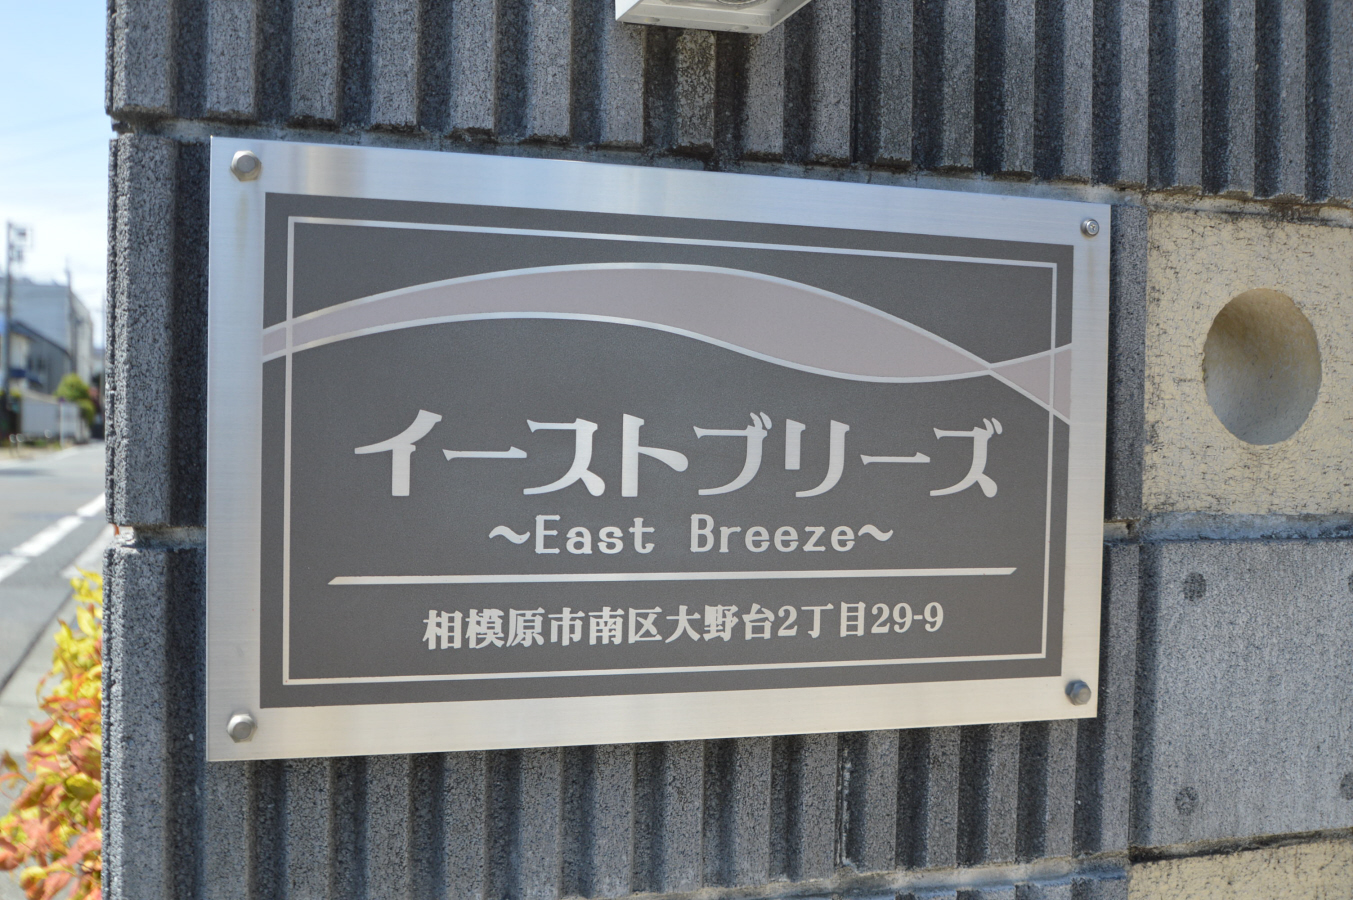 イーストブリーズ
～East Breeze～
相模原市南区大野台2丁目29-9